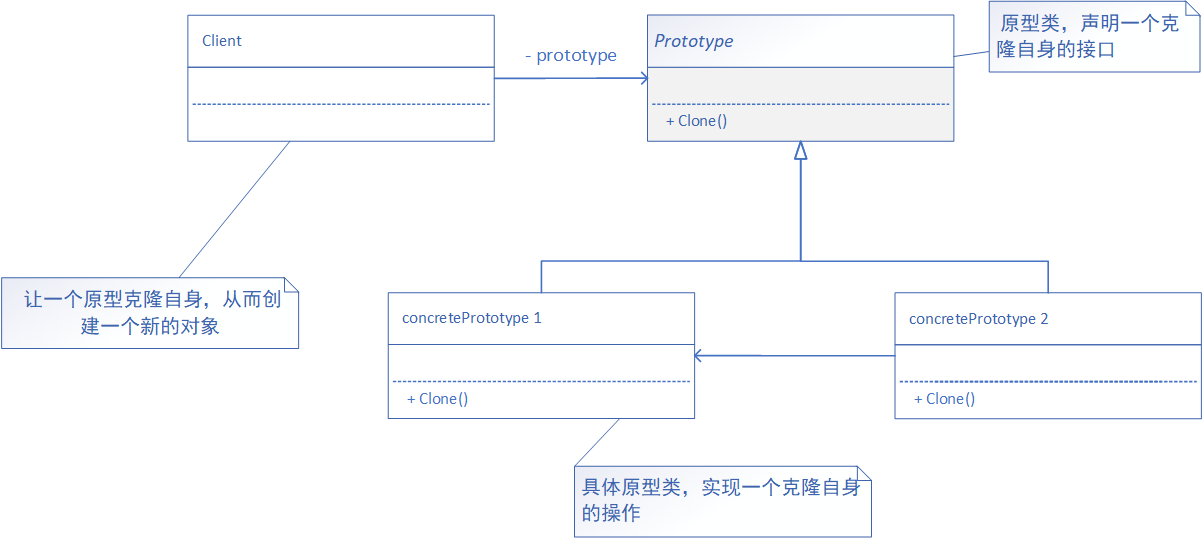 Client
- prototype
Prototype
+ Clone()
原型类，声明一个克
隆自身的接口
让一个原型克隆自身，从而创
建一个新的对象
concretePrototype 1
+ Clone()
concretePrototype 2
+ Clone()
具体原型类，实现一个克隆自身
的操作